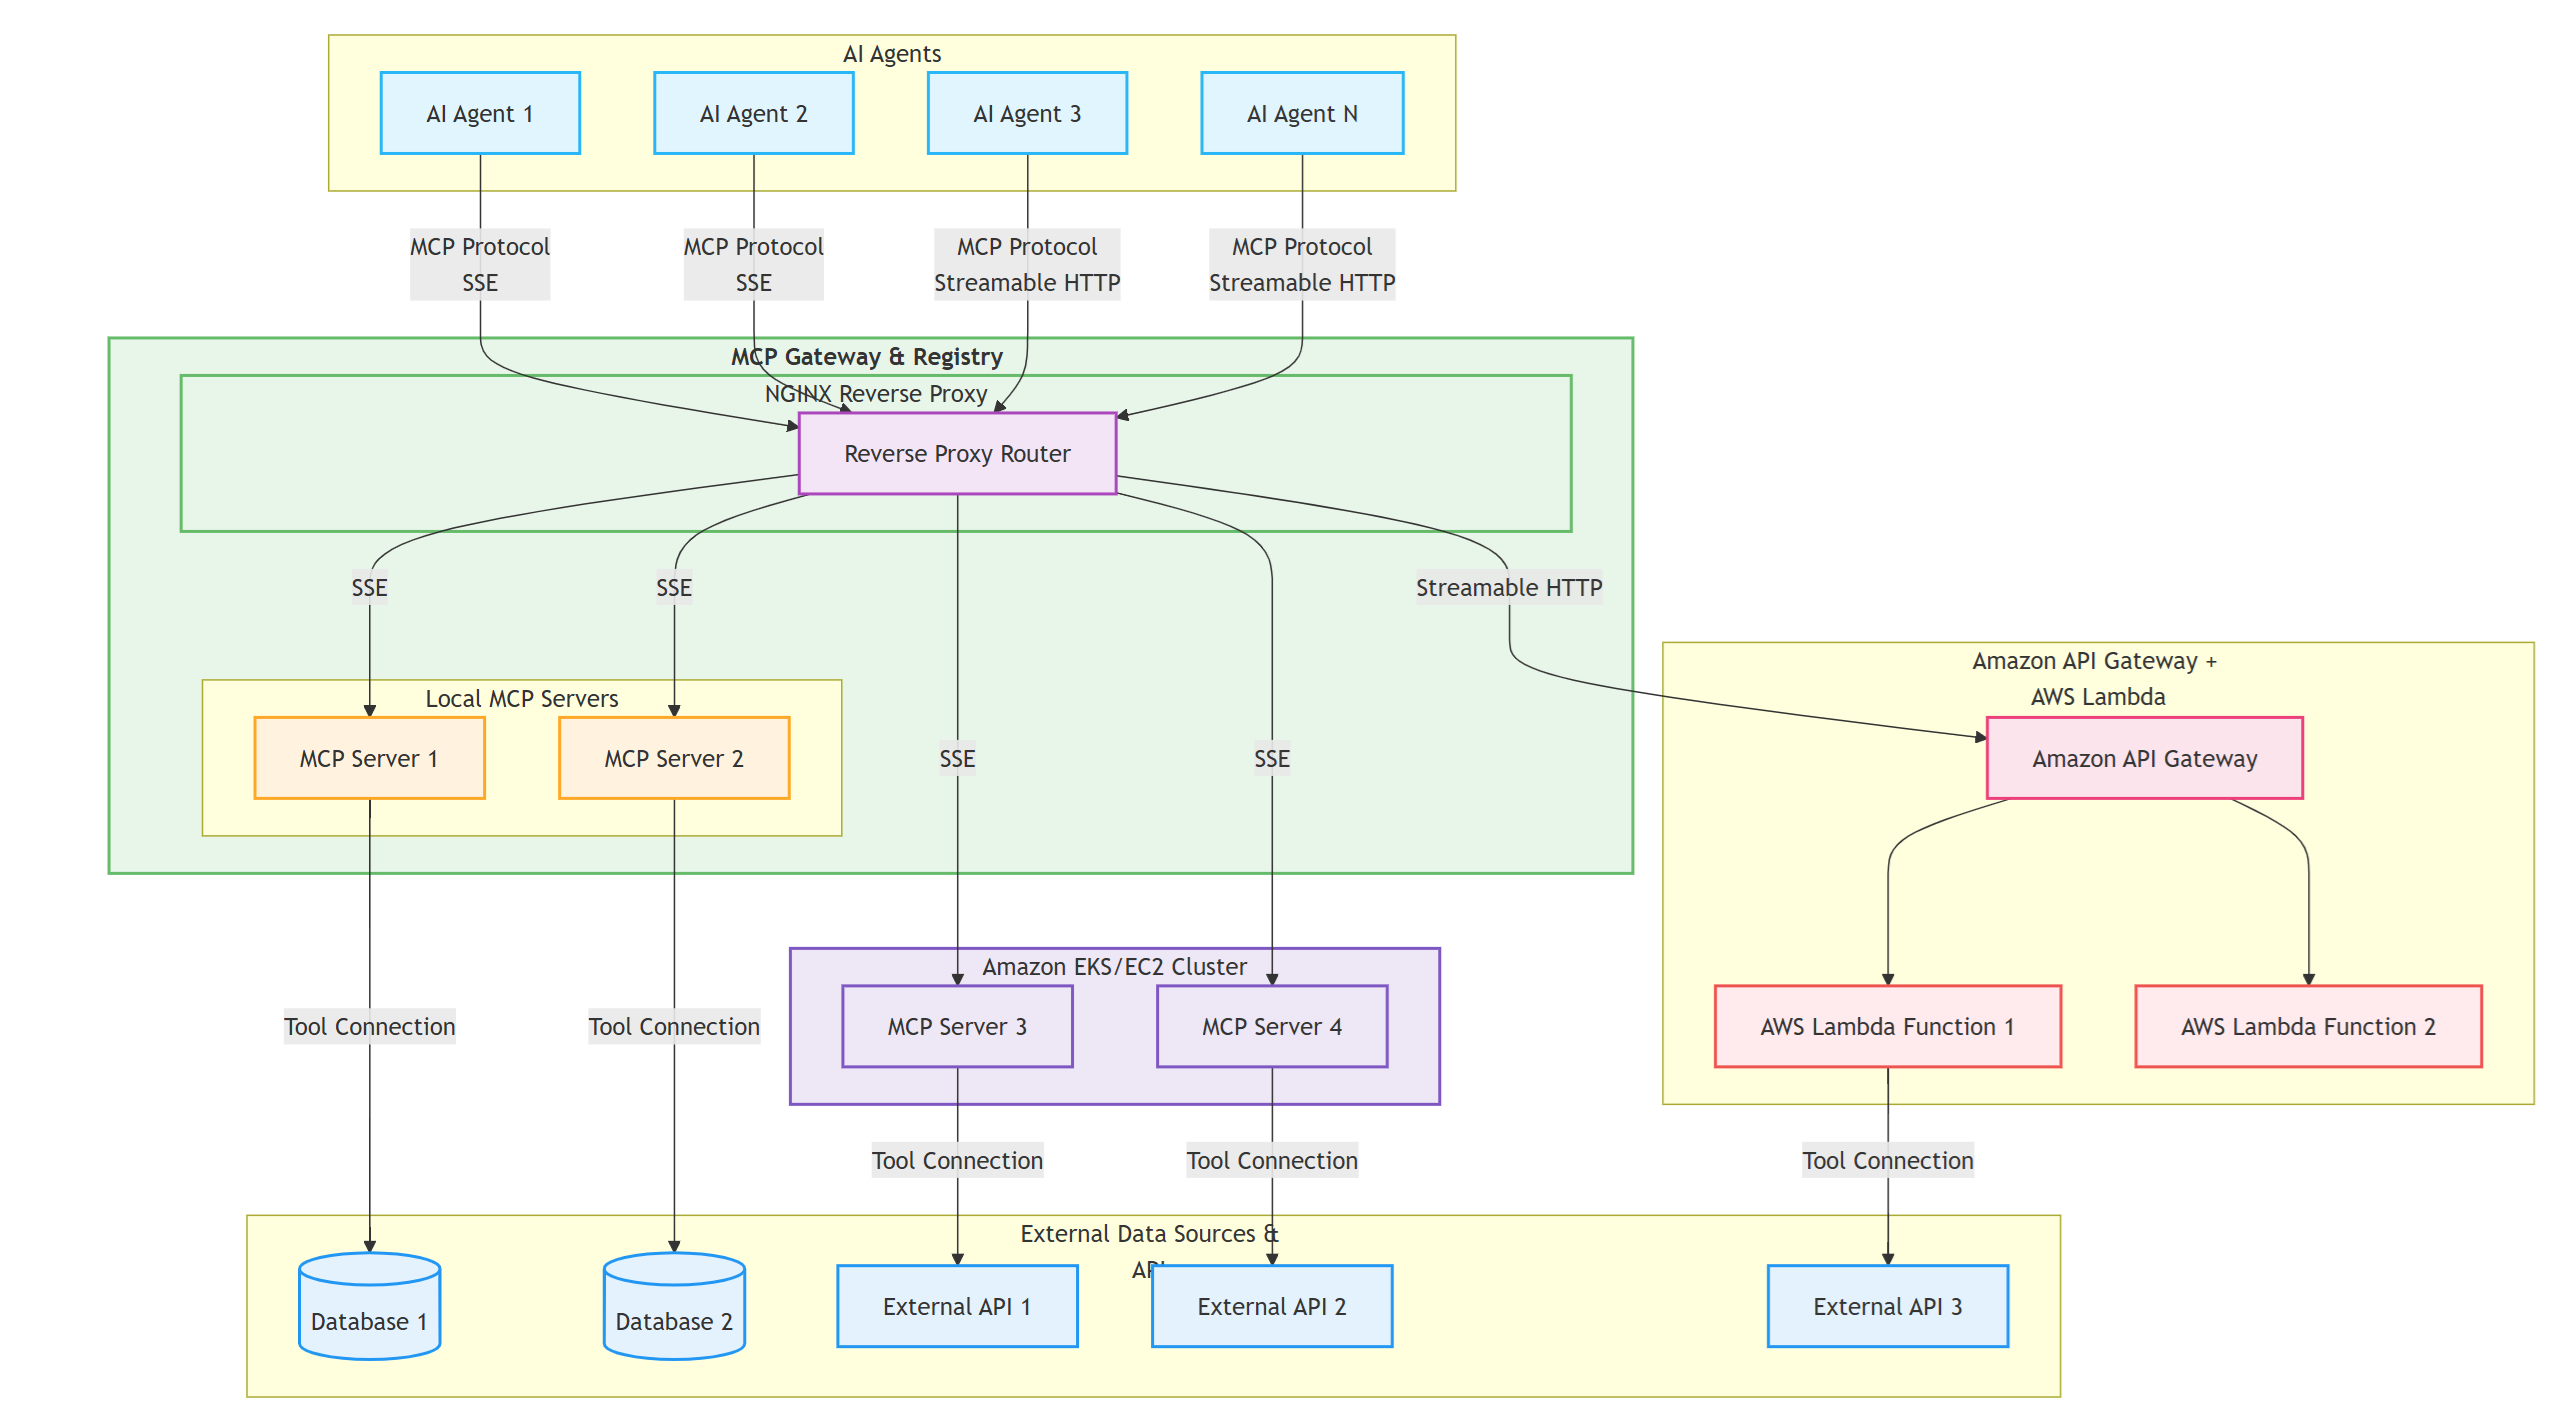 AI Agents
AI Agent 1
AI Agent 2
AI Agent 3
AI Agent N
MCP Protocol
SSE
MCP Protocol
SSE
MCP Protocol
Streamable HTTP
MCP Protocol
Streamable HTTP
MCP Gateway & Registry
NGINX Reverse Proxy
Reverse Proxy Router
SSE
SSE
Streamable HTTP
Amazon API Gateway +
AWS Lambda
Local MCP Servers
MCP Server 1
MCP Server 2
SSE
SSE
Amazon API Gateway
Amazon EKS/EC2 Cluster
Tool Connection
Tool Connection
MCP Server 3
MCP Server 4
AWS Lambda Function 1
AWS Lambda Function 2
Tool Connection
Tool Connection
Tool Connection
External Data Sources &
Database 1
Database 2
External API 1
External API 2
External API 3